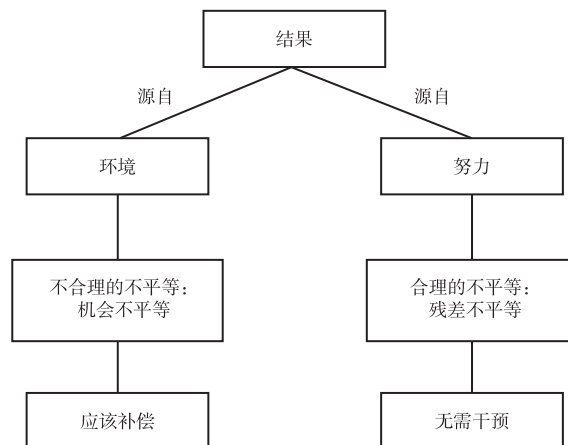 结果
源自
源自
环境
努力
不合理的不平等：
机会不平等
合理的不平等：
残差不平等
应该补偿
无需干预